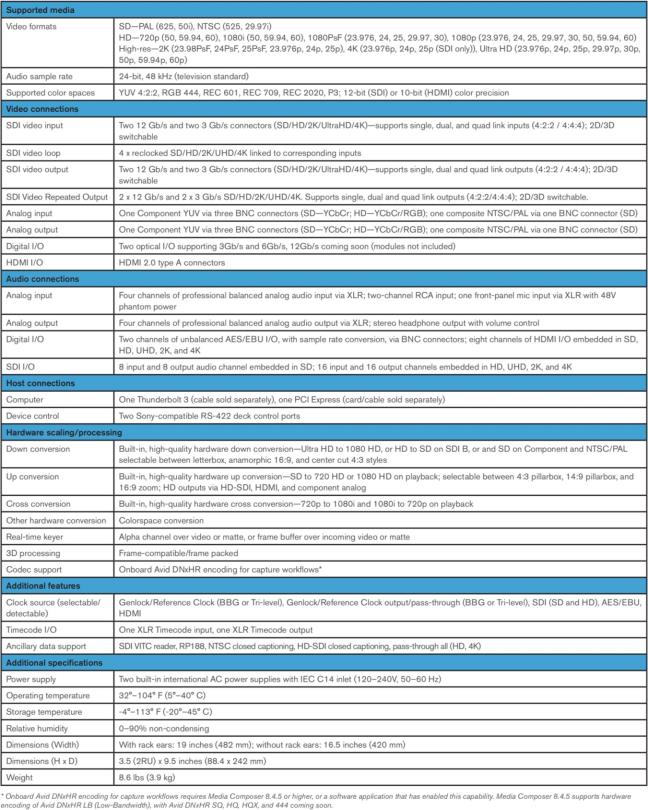 Supported media
Video formats
SD—PAL (625, 50i), NTSC (525, 29.97i)
HD—720p (50, 59.94, 60), 1080i (50, 59.94, 60), 1080PsF (23.976, 24, 25, 29.97, 30), 1080p (23.976, 24, 25, 29.97, 30, 50, 59.94, 60)
High-res—2K (23.98PsF, 24PsF, 25PsF, 23.976p, 24p, 25p), 4K (23.976p, 24p, 25p (SDI only)), Ultra HD (23.976p, 24p, 25p, 29.97p, 30p,
50p, 59.94p, 60p)
Audio sample rate
24-bit, 48 kHz (television standard)
Supported color spaces
YUV 4:2:2, RGB 444, REC 601, REC 709, REC 2020, P3; 12-bit (SDI) or 10-bit (HDMI) color precision
Video connections
SDI video input
Two 12 Gb/s and two 3 Gb/s connectors (SD/HD/2K/UltraHD/4K)—supports single, dual, and quad link inputs (4:2:2 / 4:4:4); 2D/3D
switchable
SDI video loop
4 x reclocked SD/HD/2K/UHD/4K linked to corresponding inputs
SDI video output
Two 12 Gb/s and two 3 Gb/s connectors (SD/HD/2K/UltraHD/4K)—supports single, dual and quad link outputs (4:2:2 / 4:4:4); 2D/3D
switchable
SDI Video Repeated Output
2 x 12 Gb/s and 2 x 3 Gb/s SD/HD/2K/UHD/4K. Supports single, dual and quad link outputs (4:2:2/4:4:4); 2D/3D switchable.
Analog input
One Component YUV via three BNC connectors (SD—YCbCr; HD—YCbCr/RGB); one composite NTSC/PAL via one BNC connector (SD)
Analog output
One Component YUV via three BNC connectors (SD—YCbCr; HD—YCbCr/RGB); one composite NTSC/PAL via one BNC connector (SD)
Digital I/O
Two optical I/O supporting 3Gb/s and 6Gb/s, 12Gb/s coming soon (modules not included)
HDMI I/O
HDMI 2.0 type A connectors
Audio connections
Analog input
Four channels of professional balanced analog audio input via XLR; two-channel RCA input; one front-panel mic input via XLR with 48V
phantom power
Analog output
Four channels of professional balanced analog audio output via XLR; stereo headphone output with volume control
Digital I/O
Two channels of unbalanced AES/EBU I/O, with sample rate conversion, via BNC connectors; eight channels of HDMI I/O embedded in SD,
HD, UHD, 2K, and 4K
SDI I/O
8 input and 8 output audio channel embedded in SD; 16 input and 16 output channels embedded in HD, UHD, 2K, and 4K
Host connections
Computer
One Thunderbolt 3 (cable sold separately), one PCI Express (card/cable sold separately)
Device control
Two Sony-compatible RS-422 deck control ports
Hardware scaling/processing
Down conversion
Built-in, high-quality hardware down conversion—Ultra HD to 1080 HD, or HD to SD on SDI B, or and SD on Component and NTSC/PAL
selectable between letterbox, anamorphic 16:9, and center cut 4:3 styles
Up conversion
Built-in, high-quality hardware up conversion—SD to 720 HD or 1080 HD on playback; selectable between 4:3 pillarbox, 14:9 pillarbox, and
16:9 zoom; HD outputs via HD-SDI, HDMI, and component analog
Cross conversion
Built-in, high-quality hardware cross conversion—720p to 1080i and 1080i to 720p on playback
Other hardware conversion
Colorspace conversion
Real-time keyer
Alpha channel over video or matte, or frame buffer over incoming video or matte
3D processing
Frame-compatible/frame packed
Codec support
Onboard Avid DNxHR encoding for capture workflows*
Additional features
Clock source (selectable/
detectable)
Genlock/Reference Clock (BBG or Tri-level), Genlock/Reference Clock output/pass-through (BBG or Tri-level), SDI (SD and HD), AES/EBU,
HDMI
Timecode I/O
One XLR Timecode input, one XLR Timecode output
Ancillary data support
SDI VITC reader, RP188, NTSC closed captioning, HD-SDI closed captioning, pass-through all (HD, 4K)
Additional specifications
Power supply
Two built-in international AC power supplies with IEC C14 inlet (120–240V, 50–60 Hz)
Operating temperature
32°–104° F (5°–40° C)
Storage temperature
-4°–113° F (-20°–45° C)
Relative humidity
0–90% non-condensing
Dimensions (Width)
With rack ears: 19 inches (482 mm); without rack ears: 16.5 inches (420 mm)
Dimensions (H x D)
3.5 (2RU) x 9.5 inches (88.4 x 242 mm)
Weight
8.6 lbs (3.9 kg)
* Onboard Avid DNxHR encoding for capture workflows requires Media Composer 8.4.5 or higher, or a software application that has enabled this capability. Media Composer 8.4.5 supports hardware
encoding of Avid DNxHR LB (Low-Bandwidth), with Avid DNxHR SQ, HQ, HQX, and 444 coming soon.